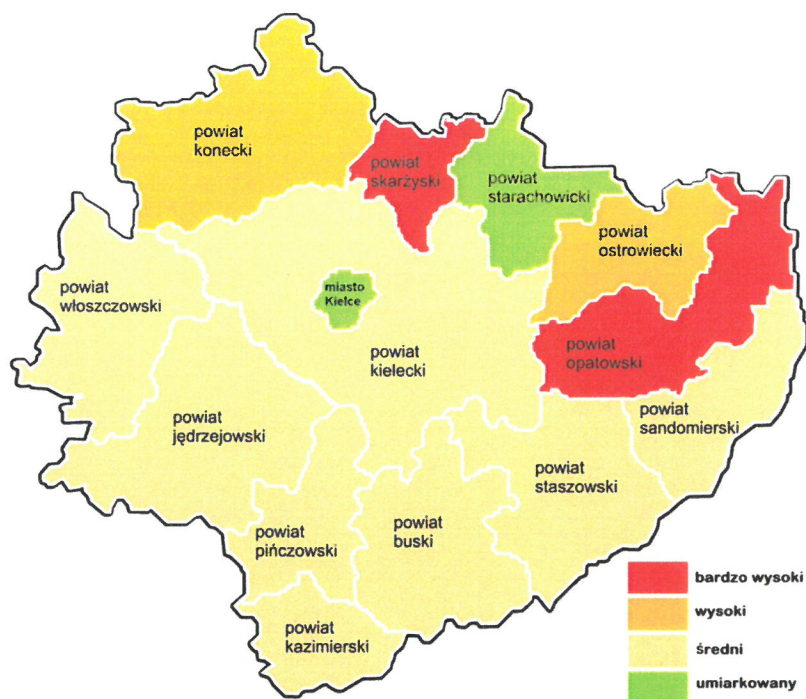 powiat
konecki
powiat
skarżyski
powiat
starachowicki
powiat
ostrowiecki
powiat
włoszczowski
miasto
Kielce
powiat
kielecki
powiat
opatowski
powiat
sandomierski
powiat
jędrzejowski
powiat
staszowski
powiat
pińczowski
powiat
buski
powiat
kazimierski
bardzo wysoki
wysoki
średni
umiarkowany